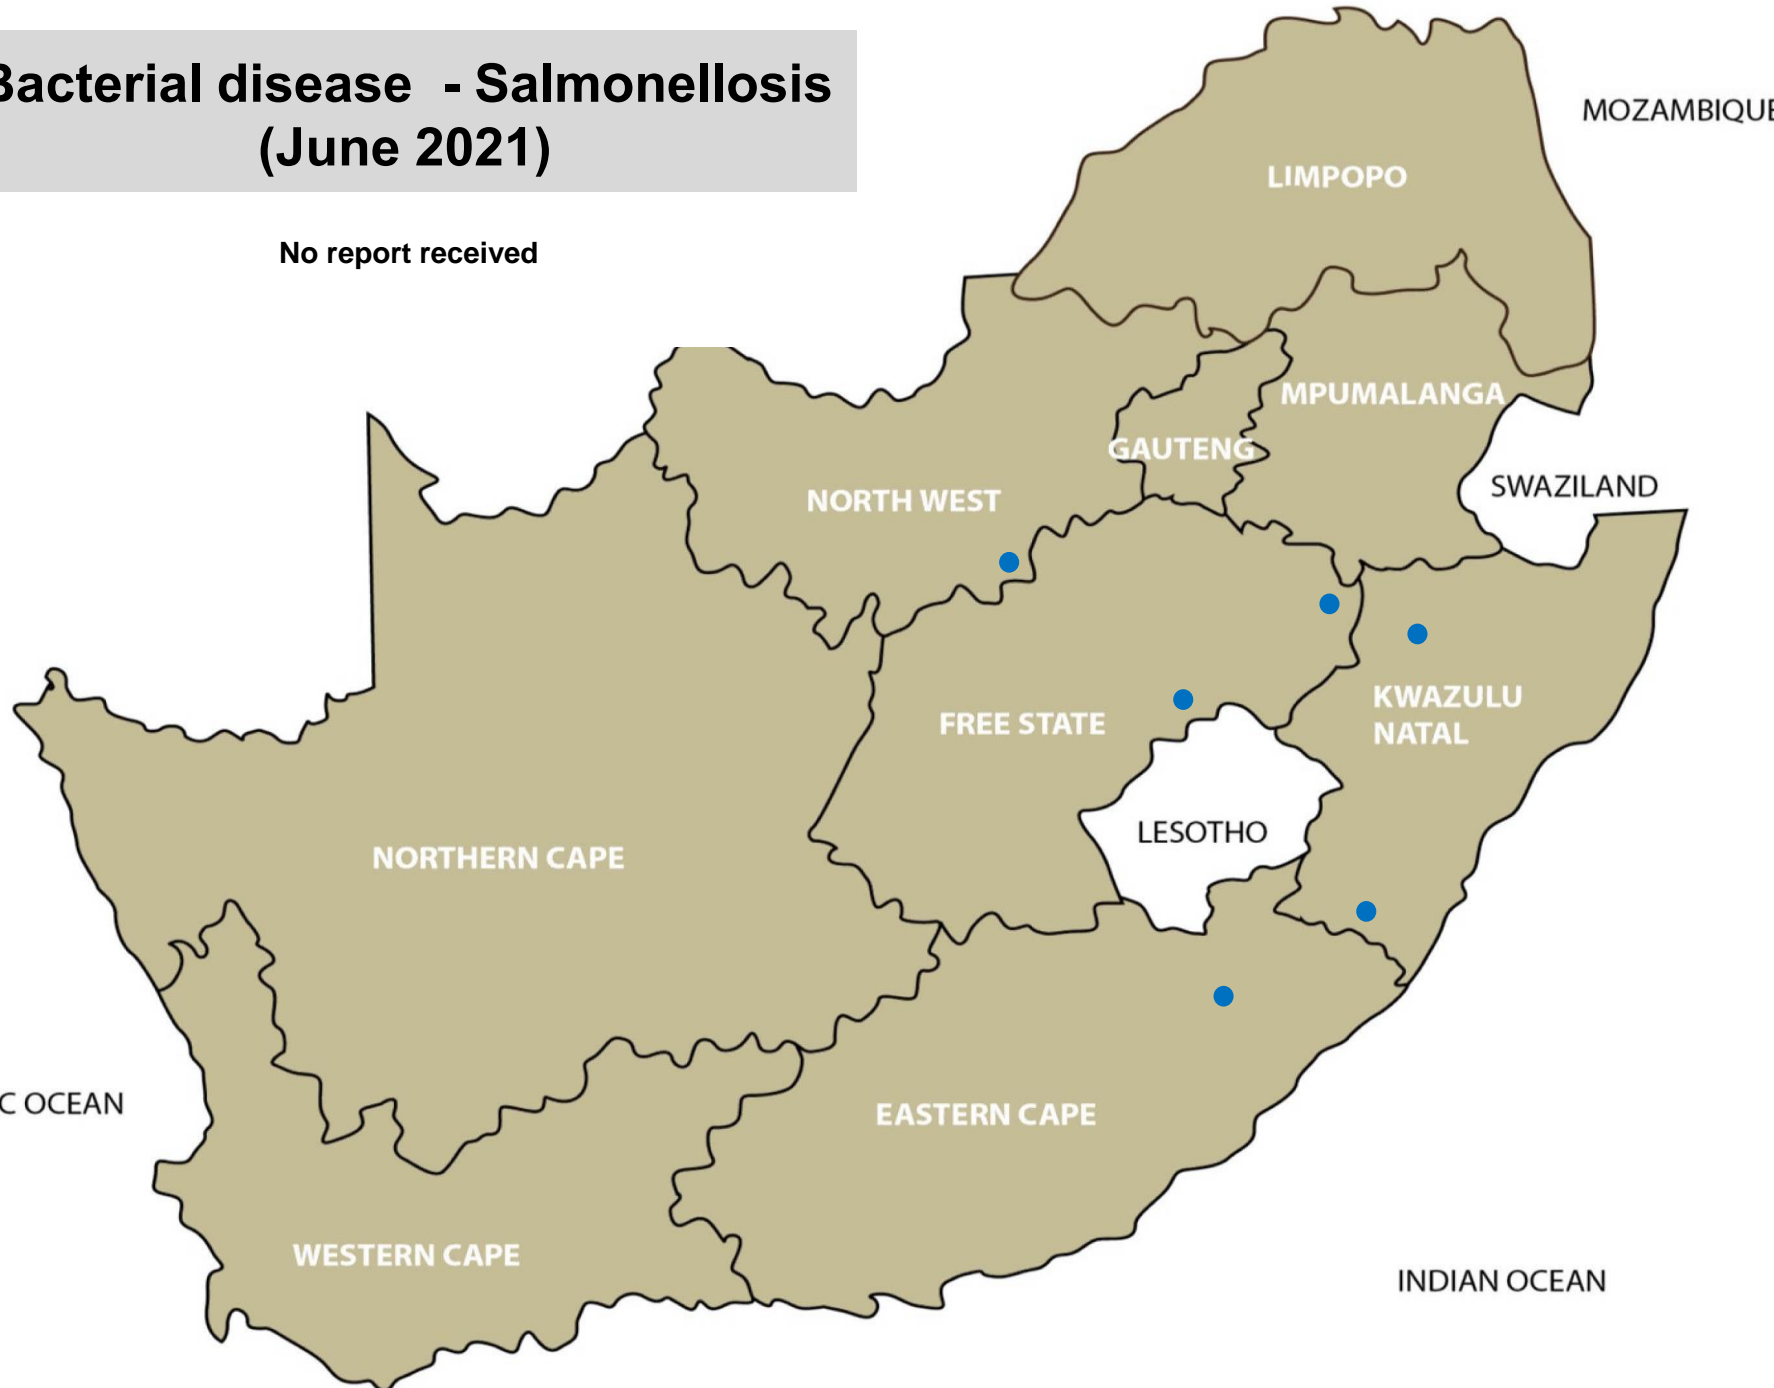 Bacterial disease - Salmonellosis
(June 2021)
No report received
MOZAMBIQUE
LIMPOPO
MPUMALANGA
GAUTENG
SWAZILAND
NORTH WEST
KWAZULU
NATAL
FREE STATE
LESOTHO
NORTHERN CAPE
C OCEAN
EASTERN CAPE
WESTERN CAPE
INDIAN OCEAN